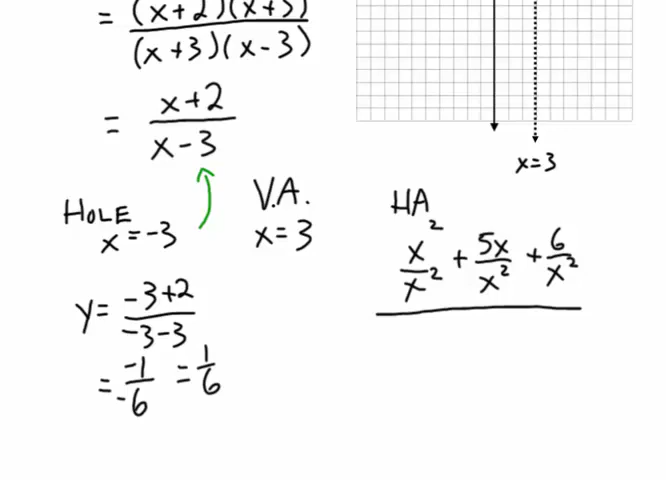 = (x+2)(x+3) / (x+3)(x-3)
= x+2 / x-3
x=3
HOLE
x=-3
V.A.
x=3
y= -3+2 / -3-3
= -1 / -6 = 1/6
HA
x²/x² + 5x/x² + 6/x²